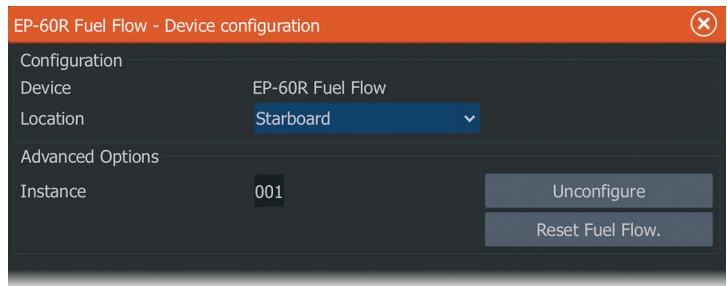 EP-60R Fuel Flow - Device configuration
Configuration
Device EP-60R Fuel Flow
Location Starboard
Advanced Options
Instance 001 Unconfigure
Reset Fuel Flow.